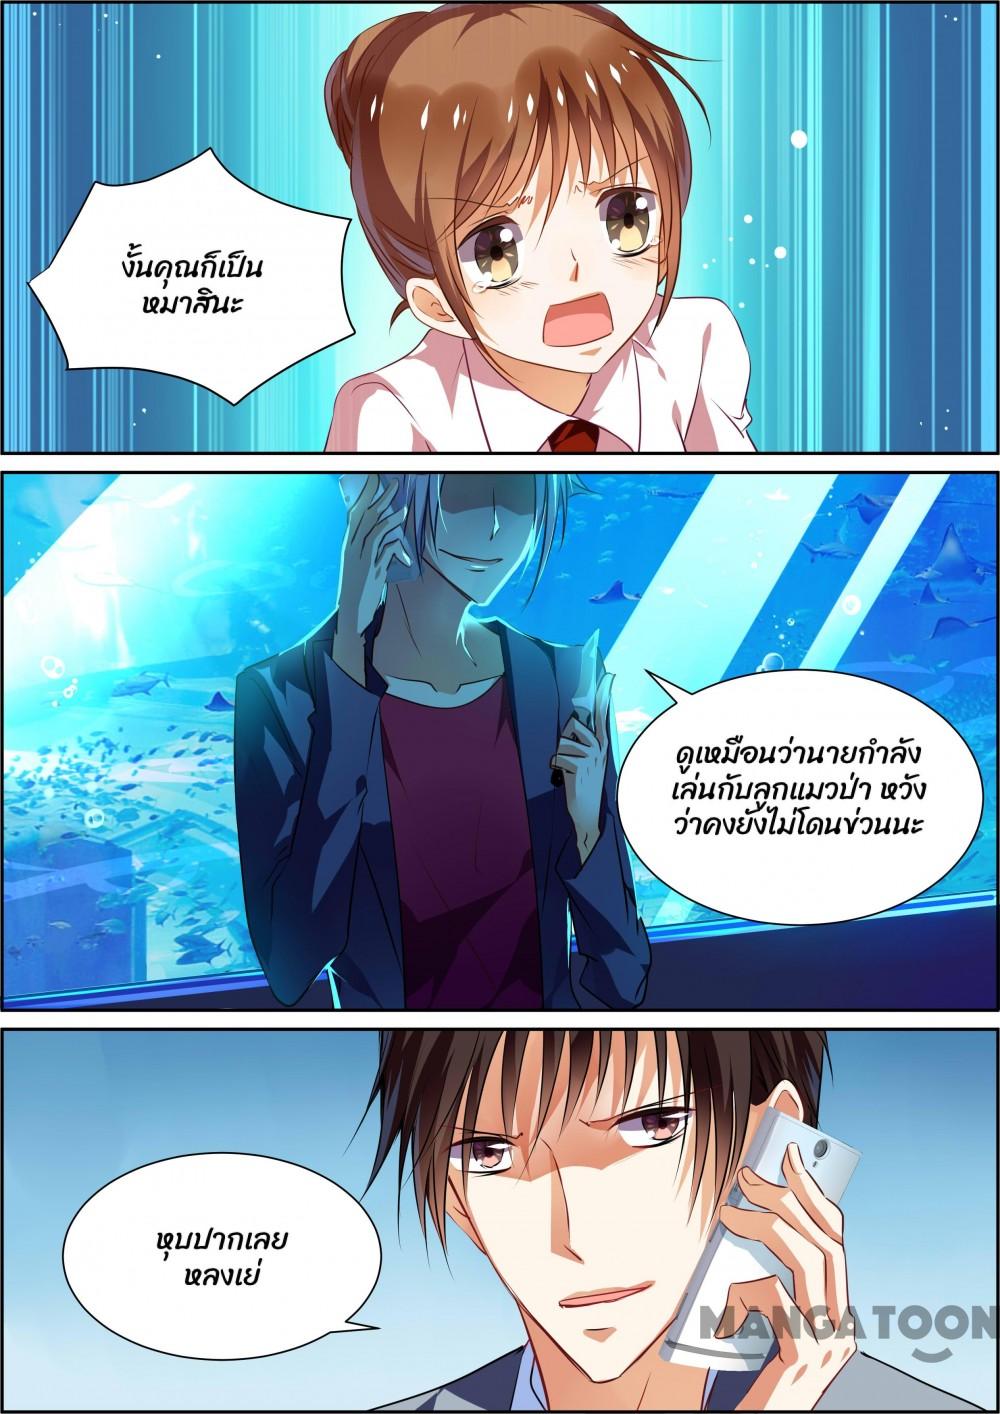 งั้นคุณก็เป็น
หมาสินะ
ดูเหมือนว่านายกำลัง
เล่นกับลูกแมวป่า หวัง
ว่าคงยังไม่โดนข่วนนะ
หุบปากเลย
หลงเย่
MANGATOON